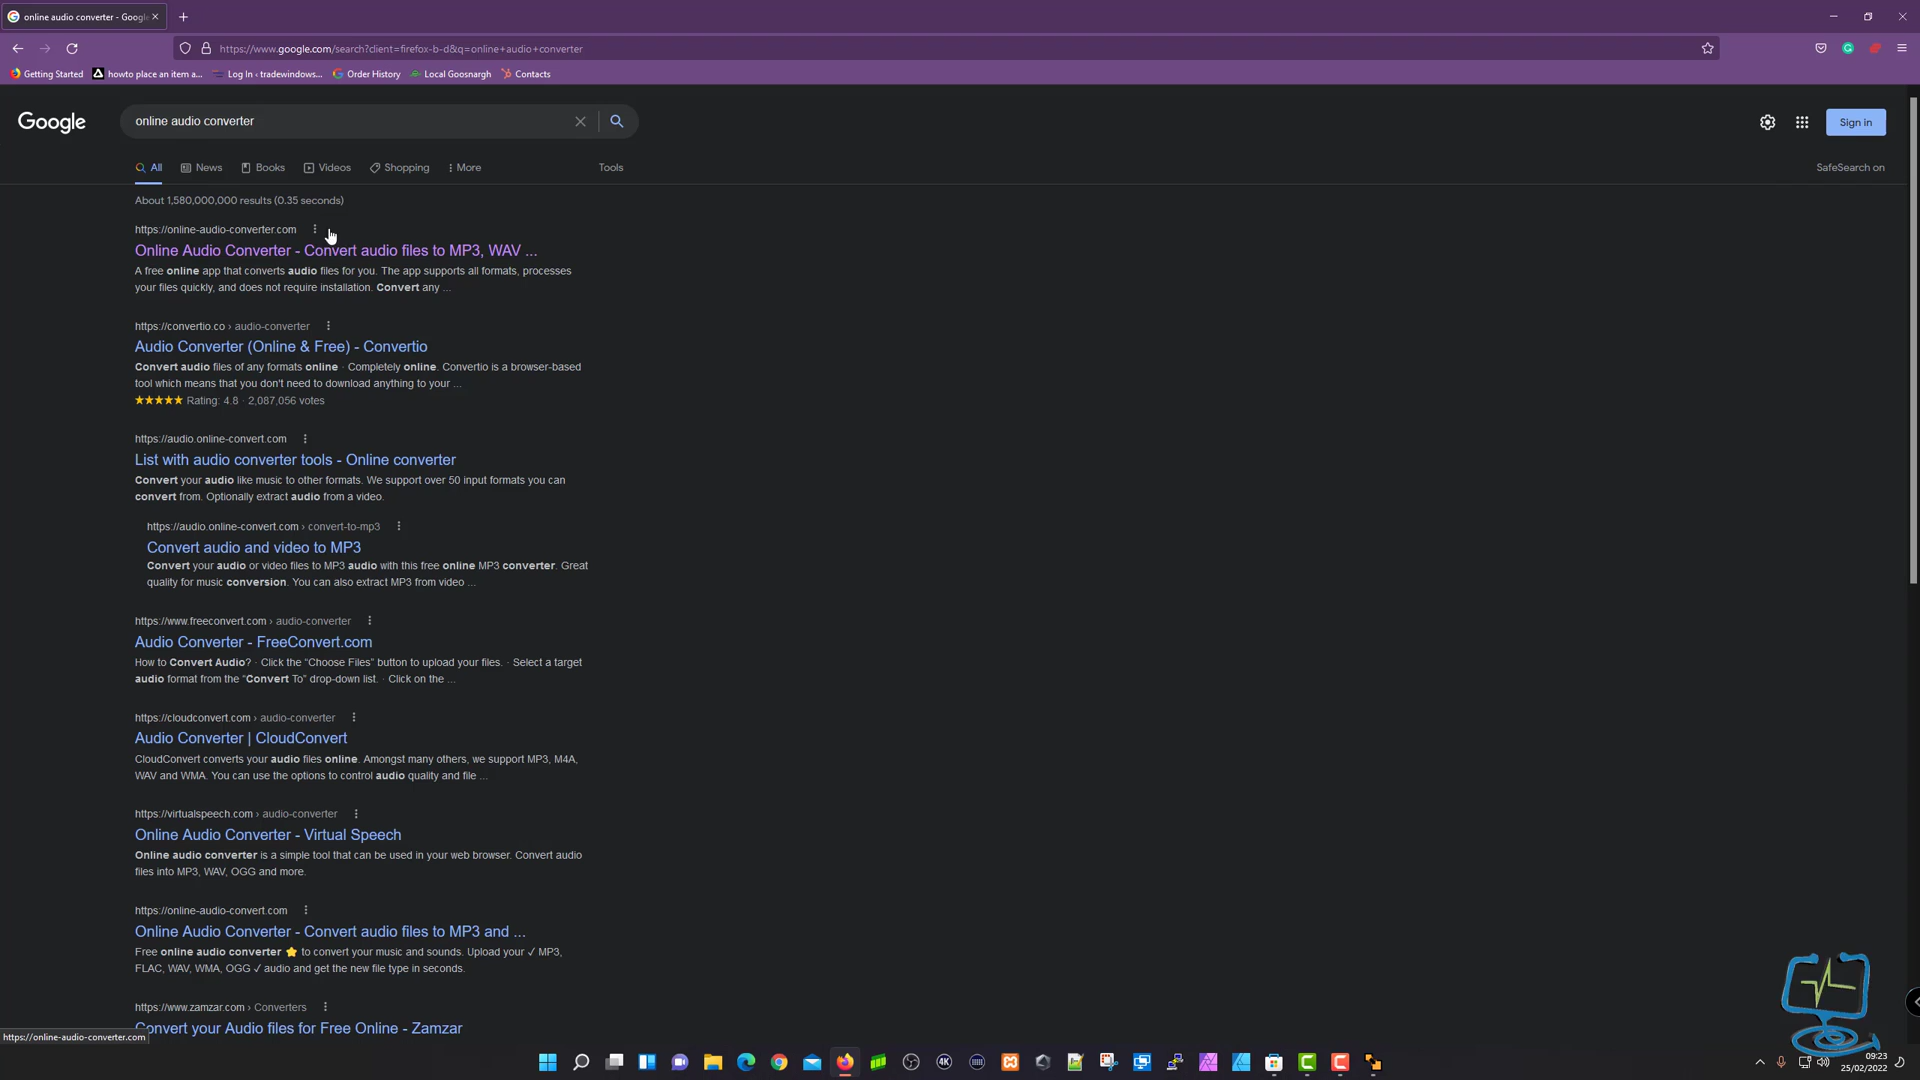 online audio converter - Google
https://www.google.com/search?client=firefox-b-d&q=online+audio+converter
Getting Started
howto place an item a...
Log In ‹ tradewindows...
Order History
Local Goosnargh
Contacts
Google
online audio converter
Sign in
All
News
Books
Videos
Shopping
More
Tools
SafeSearch on
About 1,580,000,000 results (0.35 seconds)
https://online-audio-converter.com
Online Audio Converter - Convert audio files to MP3, WAV ...
A free online app that converts audio files for you. The app supports all formats, processes
your files quickly, and does not require installation. Convert any ...
https://convertio.co › audio-converter
Audio Converter (Online & Free) - Convertio
Convert audio files of any formats online · Completely online. Convertio is a browser-based
tool which means that you don't need to download anything to your ...
Rating: 4.8 · 2,087,056 votes
https://audio.online-convert.com
List with audio converter tools - Online converter
Convert your audio like music to other formats. We support over 50 input formats you can
convert from. Optionally extract audio from a video.
https://audio.online-convert.com › convert-to-mp3
Convert audio and video to MP3
Convert your audio or video files to MP3 audio with this free online MP3 converter. Great
quality for music conversion. You can also extract MP3 from video ...
https://www.freeconvert.com › audio-converter
Audio Converter - FreeConvert.com
How to Convert Audio? · Click the "Choose Files" button to upload your files. · Select a target
audio format from the "Convert To" drop-down list. · Click on the ...
https://cloudconvert.com › audio-converter
Audio Converter | CloudConvert
CloudConvert converts your audio files online. Amongst many others, we support MP3, M4A,
WAV and WMA. You can use the options to control audio quality and file ...
https://virtualspeech.com › audio-converter
Online Audio Converter - Virtual Speech
Online audio converter is a simple tool that can be used in your web browser. Convert audio
files into MP3, WAV, OGG and more.
https://online-audio-convert.com
Online Audio Converter - Convert audio files to MP3 and ...
Free online audio converter ⭐ to convert your music and sounds. Upload your ✓ MP3,
FLAC, WAV, WMA, OGG ✓ audio and get the new file type in seconds.
https://www.zamzar.com › Converters
Convert your Audio files for Free Online - Zamzar
https://online-audio-converter.com
4K
09:23
25/02/2022